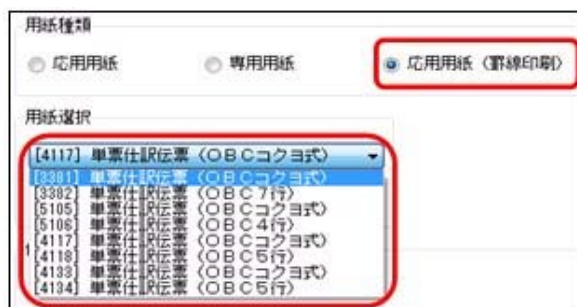 用紙種類
応用用紙 専用用紙 応用用紙（罫線印刷）
用紙選択
[4117] 単票仕訳伝票（ＯＢＣコクヨ式）
[3381] 単票仕訳伝票（ＯＢＣコクヨ式）
[3382] 単票仕訳伝票（ＯＢＣ７行）
[5105] 単票仕訳伝票（ＯＢＣコクヨ式）
[5106] 単票仕訳伝票（ＯＢＣ４行）
[4117] 単票仕訳伝票（ＯＢＣコクヨ式）
[4118] 単票仕訳伝票（ＯＢＣ５行）
[4133] 単票仕訳伝票（ＯＢＣコクヨ式）
[4134] 単票仕訳伝票（ＯＢＣ５行）